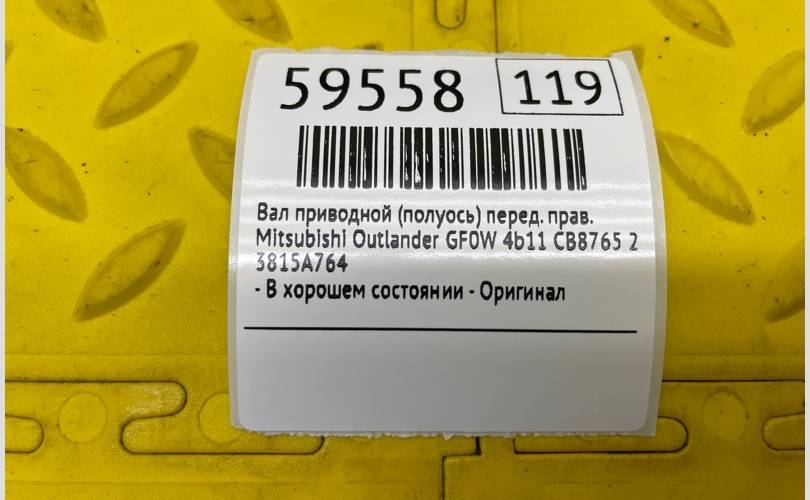 59558 119
Вал приводной (полуось) перед. прав.
Mitsubishi Outlander GF0W 4b11 CB8765 2
3815A764
- В хорошем состоянии - Оригинал